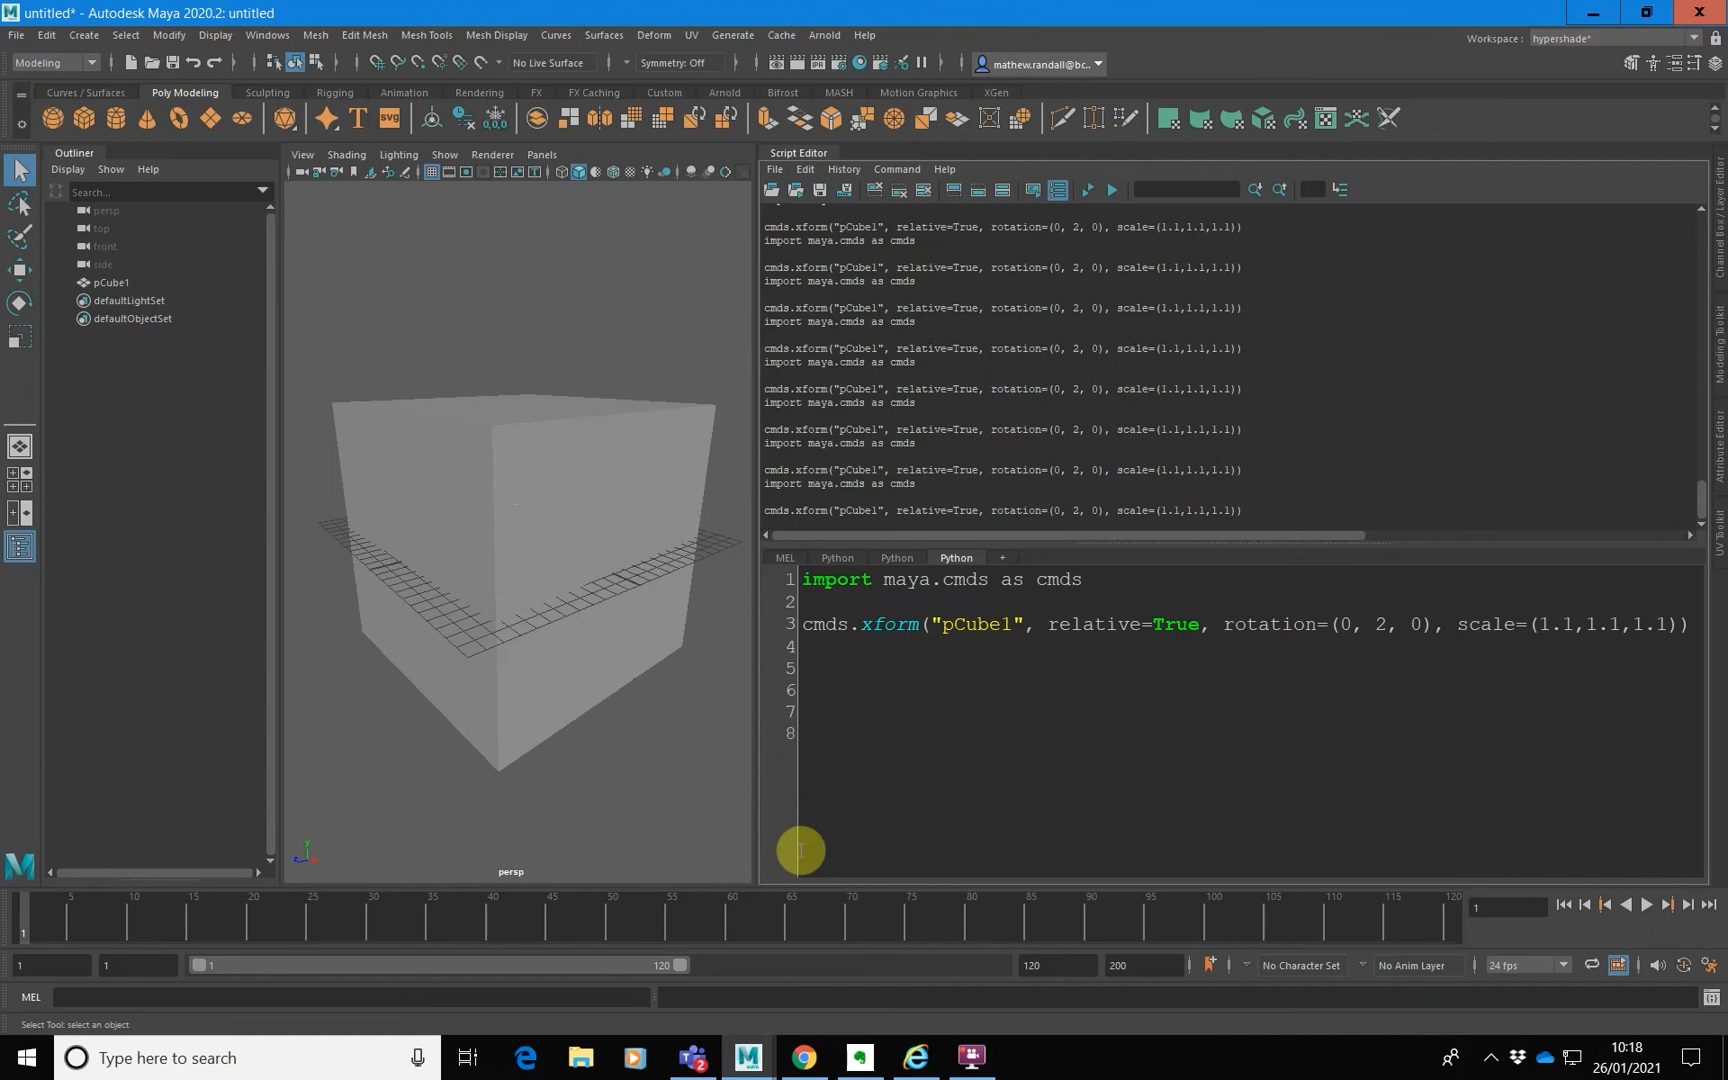 untitled* - Autodesk Maya 2020.2: untitled
File Edit Create Select Modify Display Windows Mesh Edit Mesh Mesh Tools Mesh Display Curves Surfaces Deform UV Generate Cache Arnold Help
Workspace : hypershade*
Modeling No Live Surface Symmetry: Off mathew.randall@bc..
Curves / Surfaces Poly Modeling Sculpting Rigging Animation Rendering FX FX Caching Custom Arnold Bifrost MASH Motion Graphics XGen
T svg 0,0,0
Outliner
Display Show Help
Search...
persp
top
front
side
pCube1
defaultLightSet
defaultObjectSet
View Shading Lighting Show Renderer Panels
persp
Script Editor
File Edit History Command Help
cmds.xform("pCube1", relative=True, rotation=(0, 2, 0), scale=(1.1,1.1,1.1))
import maya.cmds as cmds
cmds.xform("pCube1", relative=True, rotation=(0, 2, 0), scale=(1.1,1.1,1.1))
import maya.cmds as cmds
cmds.xform("pCube1", relative=True, rotation=(0, 2, 0), scale=(1.1,1.1,1.1))
import maya.cmds as cmds
cmds.xform("pCube1", relative=True, rotation=(0, 2, 0), scale=(1.1,1.1,1.1))
import maya.cmds as cmds
cmds.xform("pCube1", relative=True, rotation=(0, 2, 0), scale=(1.1,1.1,1.1))
import maya.cmds as cmds
cmds.xform("pCube1", relative=True, rotation=(0, 2, 0), scale=(1.1,1.1,1.1))
import maya.cmds as cmds
cmds.xform("pCube1", relative=True, rotation=(0, 2, 0), scale=(1.1,1.1,1.1))
import maya.cmds as cmds
cmds.xform("pCube1", relative=True, rotation=(0, 2, 0), scale=(1.1,1.1,1.1))
MEL Python Python Python +
1 import maya.cmds as cmds
2
3 cmds.xform("pCube1", relative=True, rotation=(0, 2, 0), scale=(1.1,1.1,1.1))
4
5
6
7
8
Channel Box / Layer Editor
Modeling Toolkit
Attribute Editor
UV Toolkit
5 10 15 20 25 30 35 40 45 50 55 60 65 70 75 80 85 90 95 100 105 110 115 120
1
1
1 1 1 120 120 200 No Character Set No Anim Layer 24 fps
MEL
Select Tool: select an object
Type here to search
2
10:18
26/01/2021